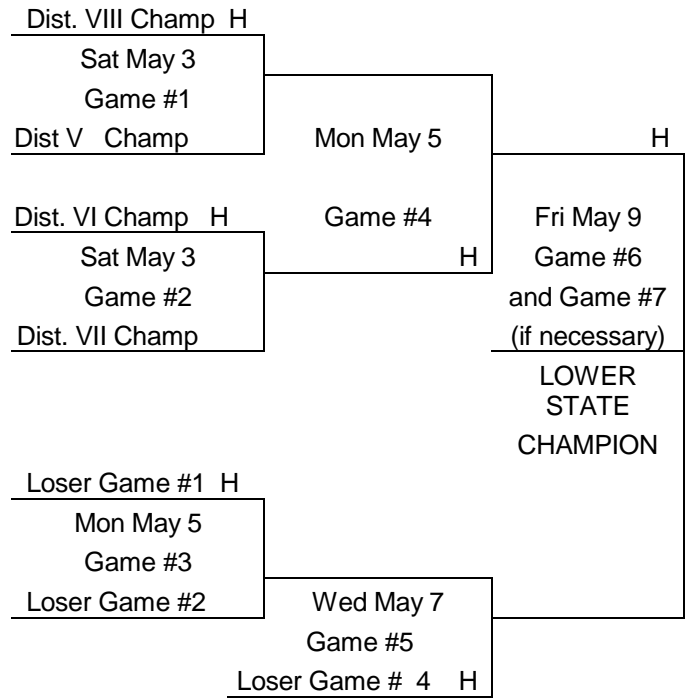 Dist. VIII Champ H
Sat May 3
Game #1
Dist V Champ
Mon May 5
H
Dist. VI Champ H
Game #4
Fri May 9
Sat May 3
H
Game #6
Game #2
and Game #7
Dist. VII Champ
(if necessary)
LOWER
STATE
CHAMPION
Loser Game #1 H
Mon May 5
Game #3
Loser Game #2
Wed May 7
Game #5
Loser Game # 4 H